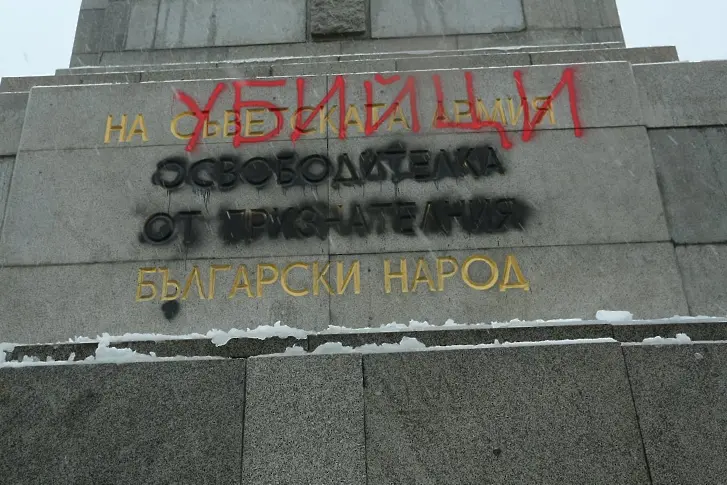 УБИЙЦИ
НА СЪВЕТСКАТА АРМИЯ
ОСВОБОДИТЕЛКА
ОТ ПРИЗНАТЕЛНИЯ
БЪЛГАРСКИ НАРОД